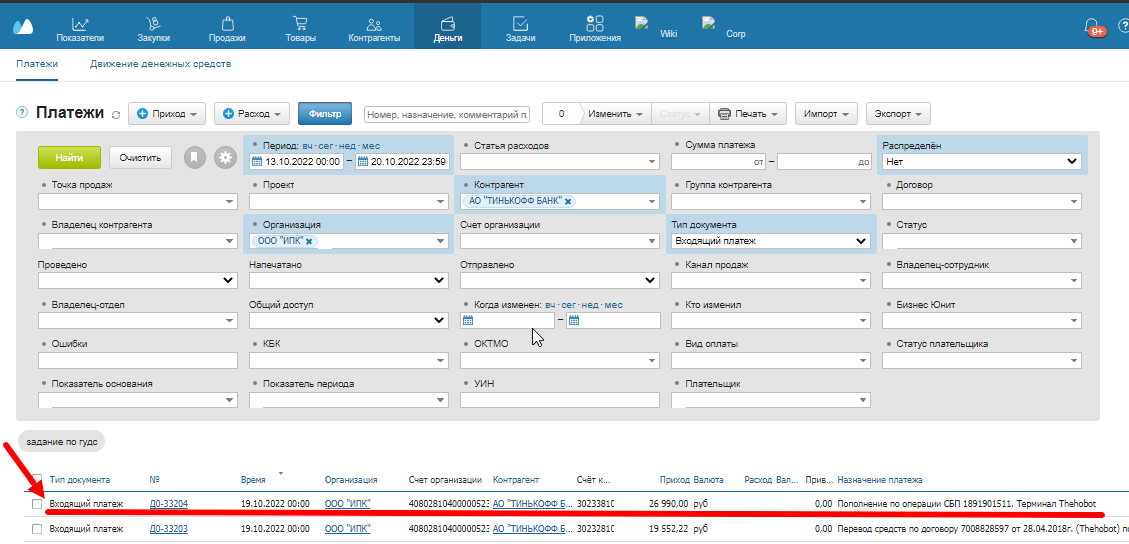 Показатели Закупки Продажи Товары Контрагенты Деньги Задачи Приложения Wiki Corp 9+
Платежи Движение денежных средств
Платежи Приход Расход Фильтр Номер, назначение, комментарий п. 0 Изменить Статус Печать Импорт Экспорт
Найти Очистить
Период: вч · сег · нед · мес Статья расходов Сумма платежа Распределён
13.10.2022 00:00 – 20.10.2022 23:59 от – до Нет
Точка продаж Проект Контрагент Группа контрагента Договор
АО "ТИНЬКОФФ БАНК"
Владелец контрагента Организация Счет организации Тип документа Статус
ООО "ИПК" Входящий платеж
Проведено Напечатано Отправлено Канал продаж Владелец-сотрудник
Владелец-отдел Общий доступ Когда изменен: вч · сег · нед · мес Кто изменил Бизнес Юнит
–
Ошибки КБК ОКТМО Вид оплаты Статус плательщика
Показатель основания Показатель периода УИН Плательщик
задание по гудс
Тип документа № Время Организация Счет организации Контрагент Счёт к... Приход Валюта Расход Вал... Прив... Назначение платежа
Входящий платеж Д0-33204 19.10.2022 00:00 ООО "ИПК"40802810400000523 АО "ТИНЬКОФФ Б... 30233810 26 990,00 руб 0,00 Пополнение по операции СБП 1891901511. Терминал Thehobot
Входящий платеж Д0-33203 19.10.2022 00:00 ООО "ИПК" 40802810400000523 АО "ТИНЬКОФФ Б... 30232810 19 552,22 руб 0,00 Перевод средств по договору 7008828597 от 28.04.2018г. (Thehobot) п